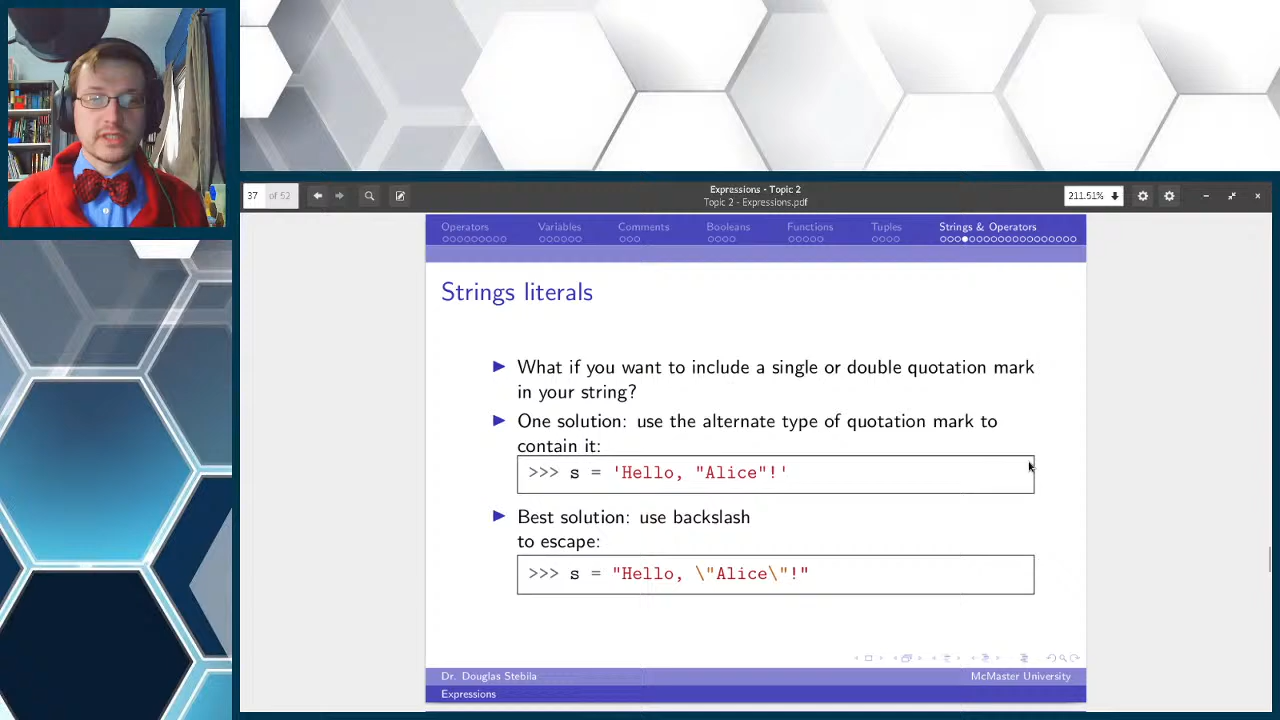 37 of 52
Expressions - Topic 2
Topic 2 - Expressions.pdf
211.51%
Operators Variables Comments Booleans Functions Tuples Strings & Operators
Strings literals
What if you want to include a single or double quotation mark
in your string?
One solution: use the alternate type of quotation mark to
contain it:
>>> s = 'Hello, "Alice"!'
Best solution: use backslash
to escape:
>>> s = "Hello, \"Alice\"!"
Dr. Douglas Stebila McMaster University
Expressions